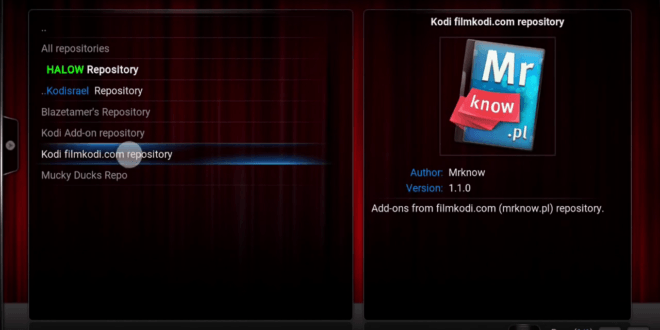 ..
All repositories
HALOW Repository
..Kodisrael Repository
Blazetamer's Repository
Kodi Add-on repository
Kodi filmkodi.com repository
Mucky Ducks Repo
Kodi filmkodi.com repository
Mr
know
.pl
Author: Mrknow
Version: 1.1.0
Add-ons from filmkodi.com (mrknow.pl) repository.